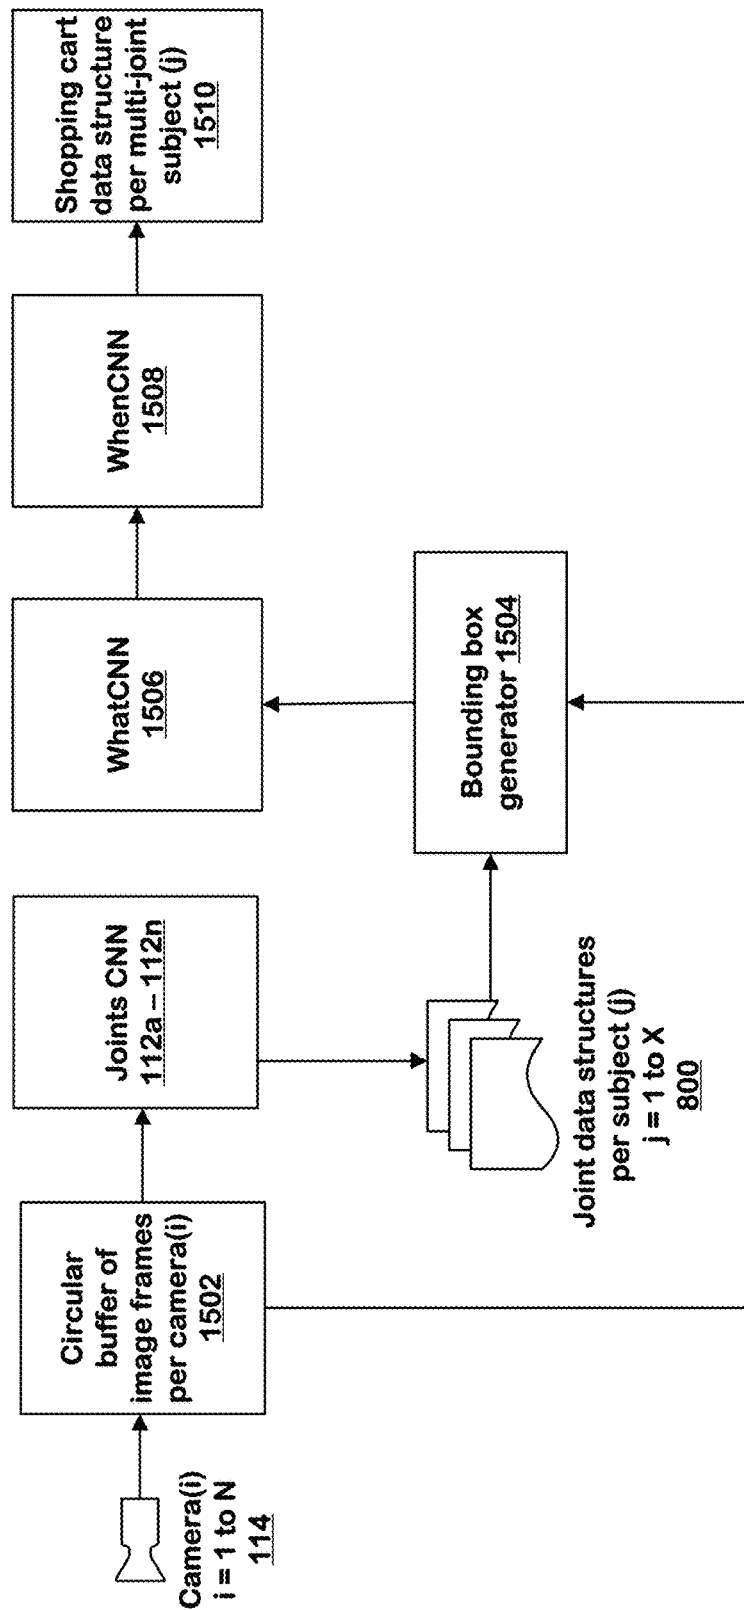 Camera(i)
i = 1 to N
114
Circular
buffer of
image frames
per camera(i)
1502
Joints CNN
112a – 112n
WhatCNN
1506
WhenCNN
1508
Shopping cart
data structure
per multi-joint
subject (j)
1510
Joint data structures
per subject (j)
j = 1 to X
800
Bounding box
generator 1504